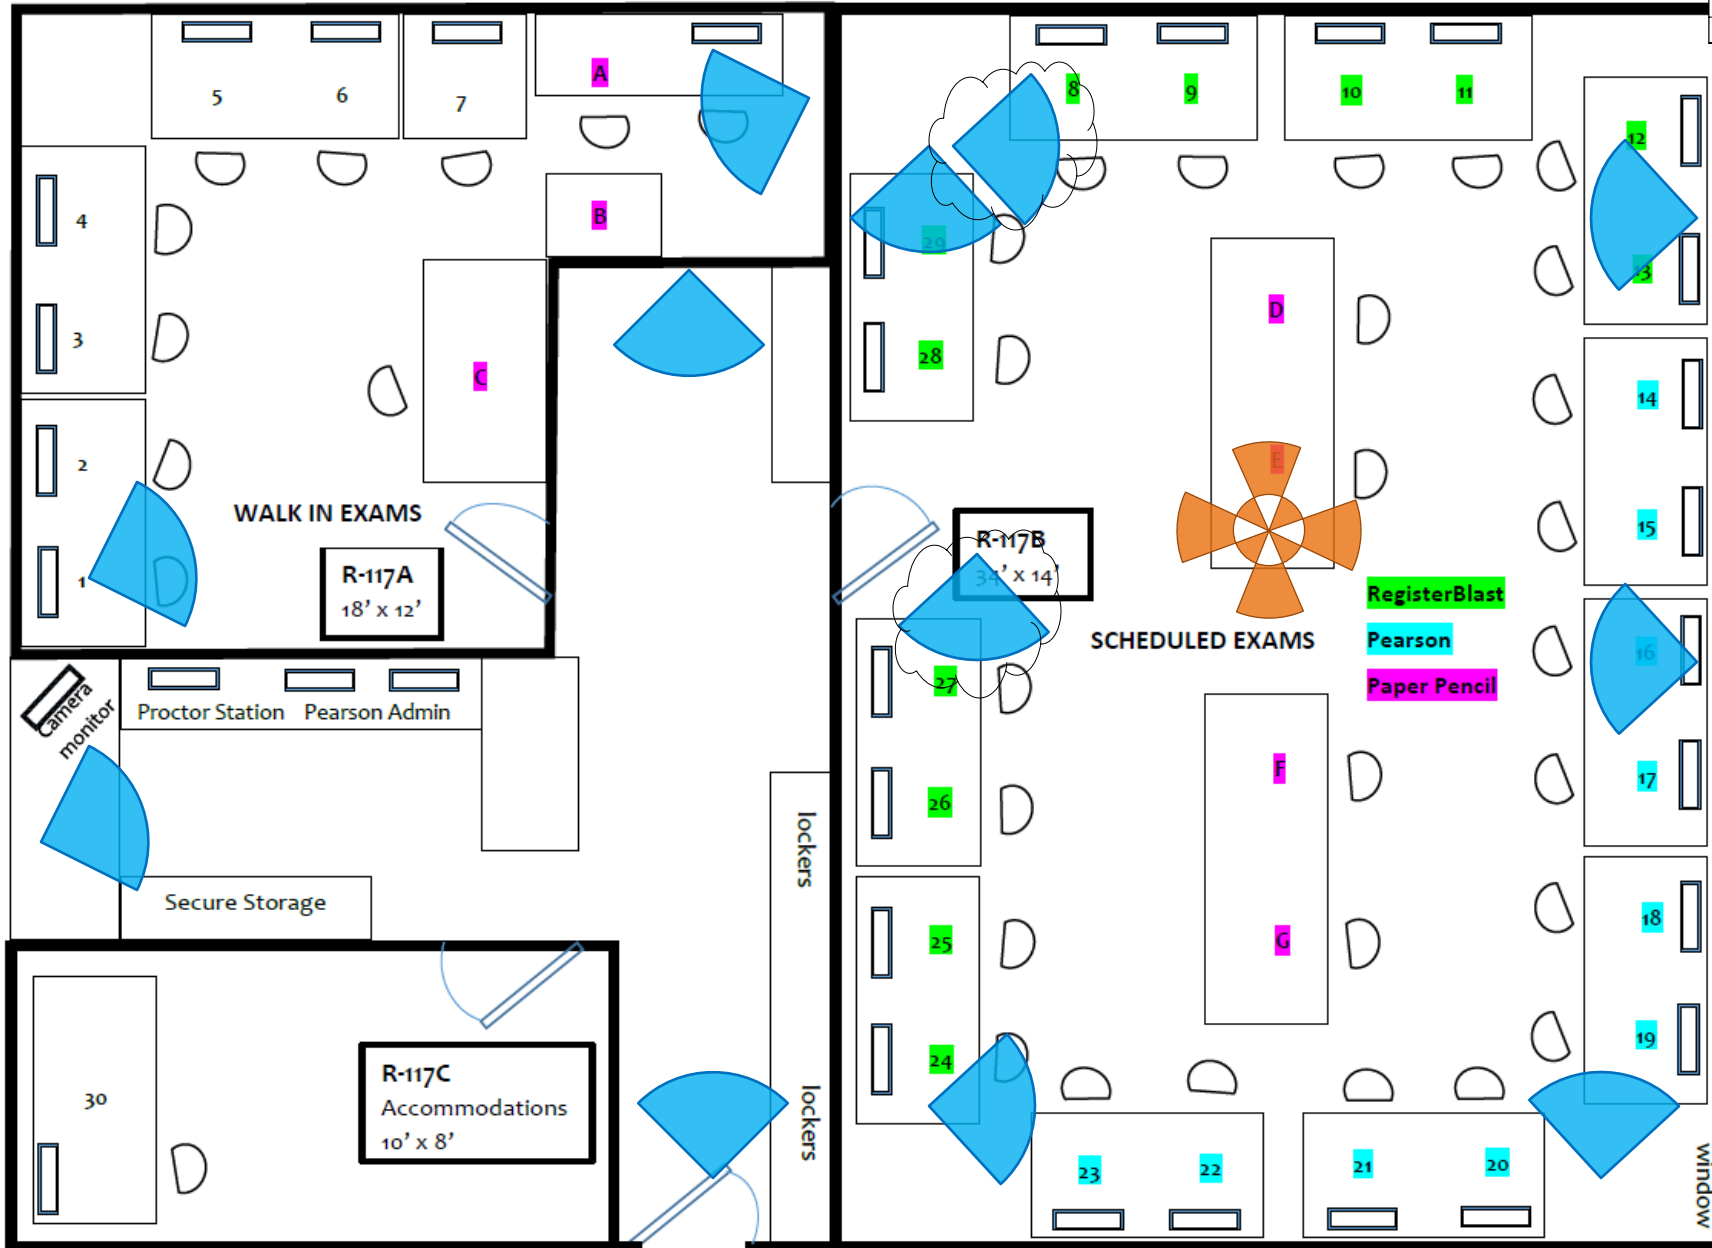 5
6
7
A
8
9
10
11
12
4
B
29
13
3
C
28
D
14
2
E
15
WALK IN EXAMS
R-117A
18' x 12'
1
R-117B
34' x 14'
RegisterBlast
Pearson
Paper Pencil
SCHEDULED EXAMS
16
Camera
monitor
Proctor Station
Pearson Admin
27
26
F
17
lockers
Secure Storage
25
G
18
24
19
30
R-117C
Accommodations
10' x 8'
lockers
23
22
21
20
window